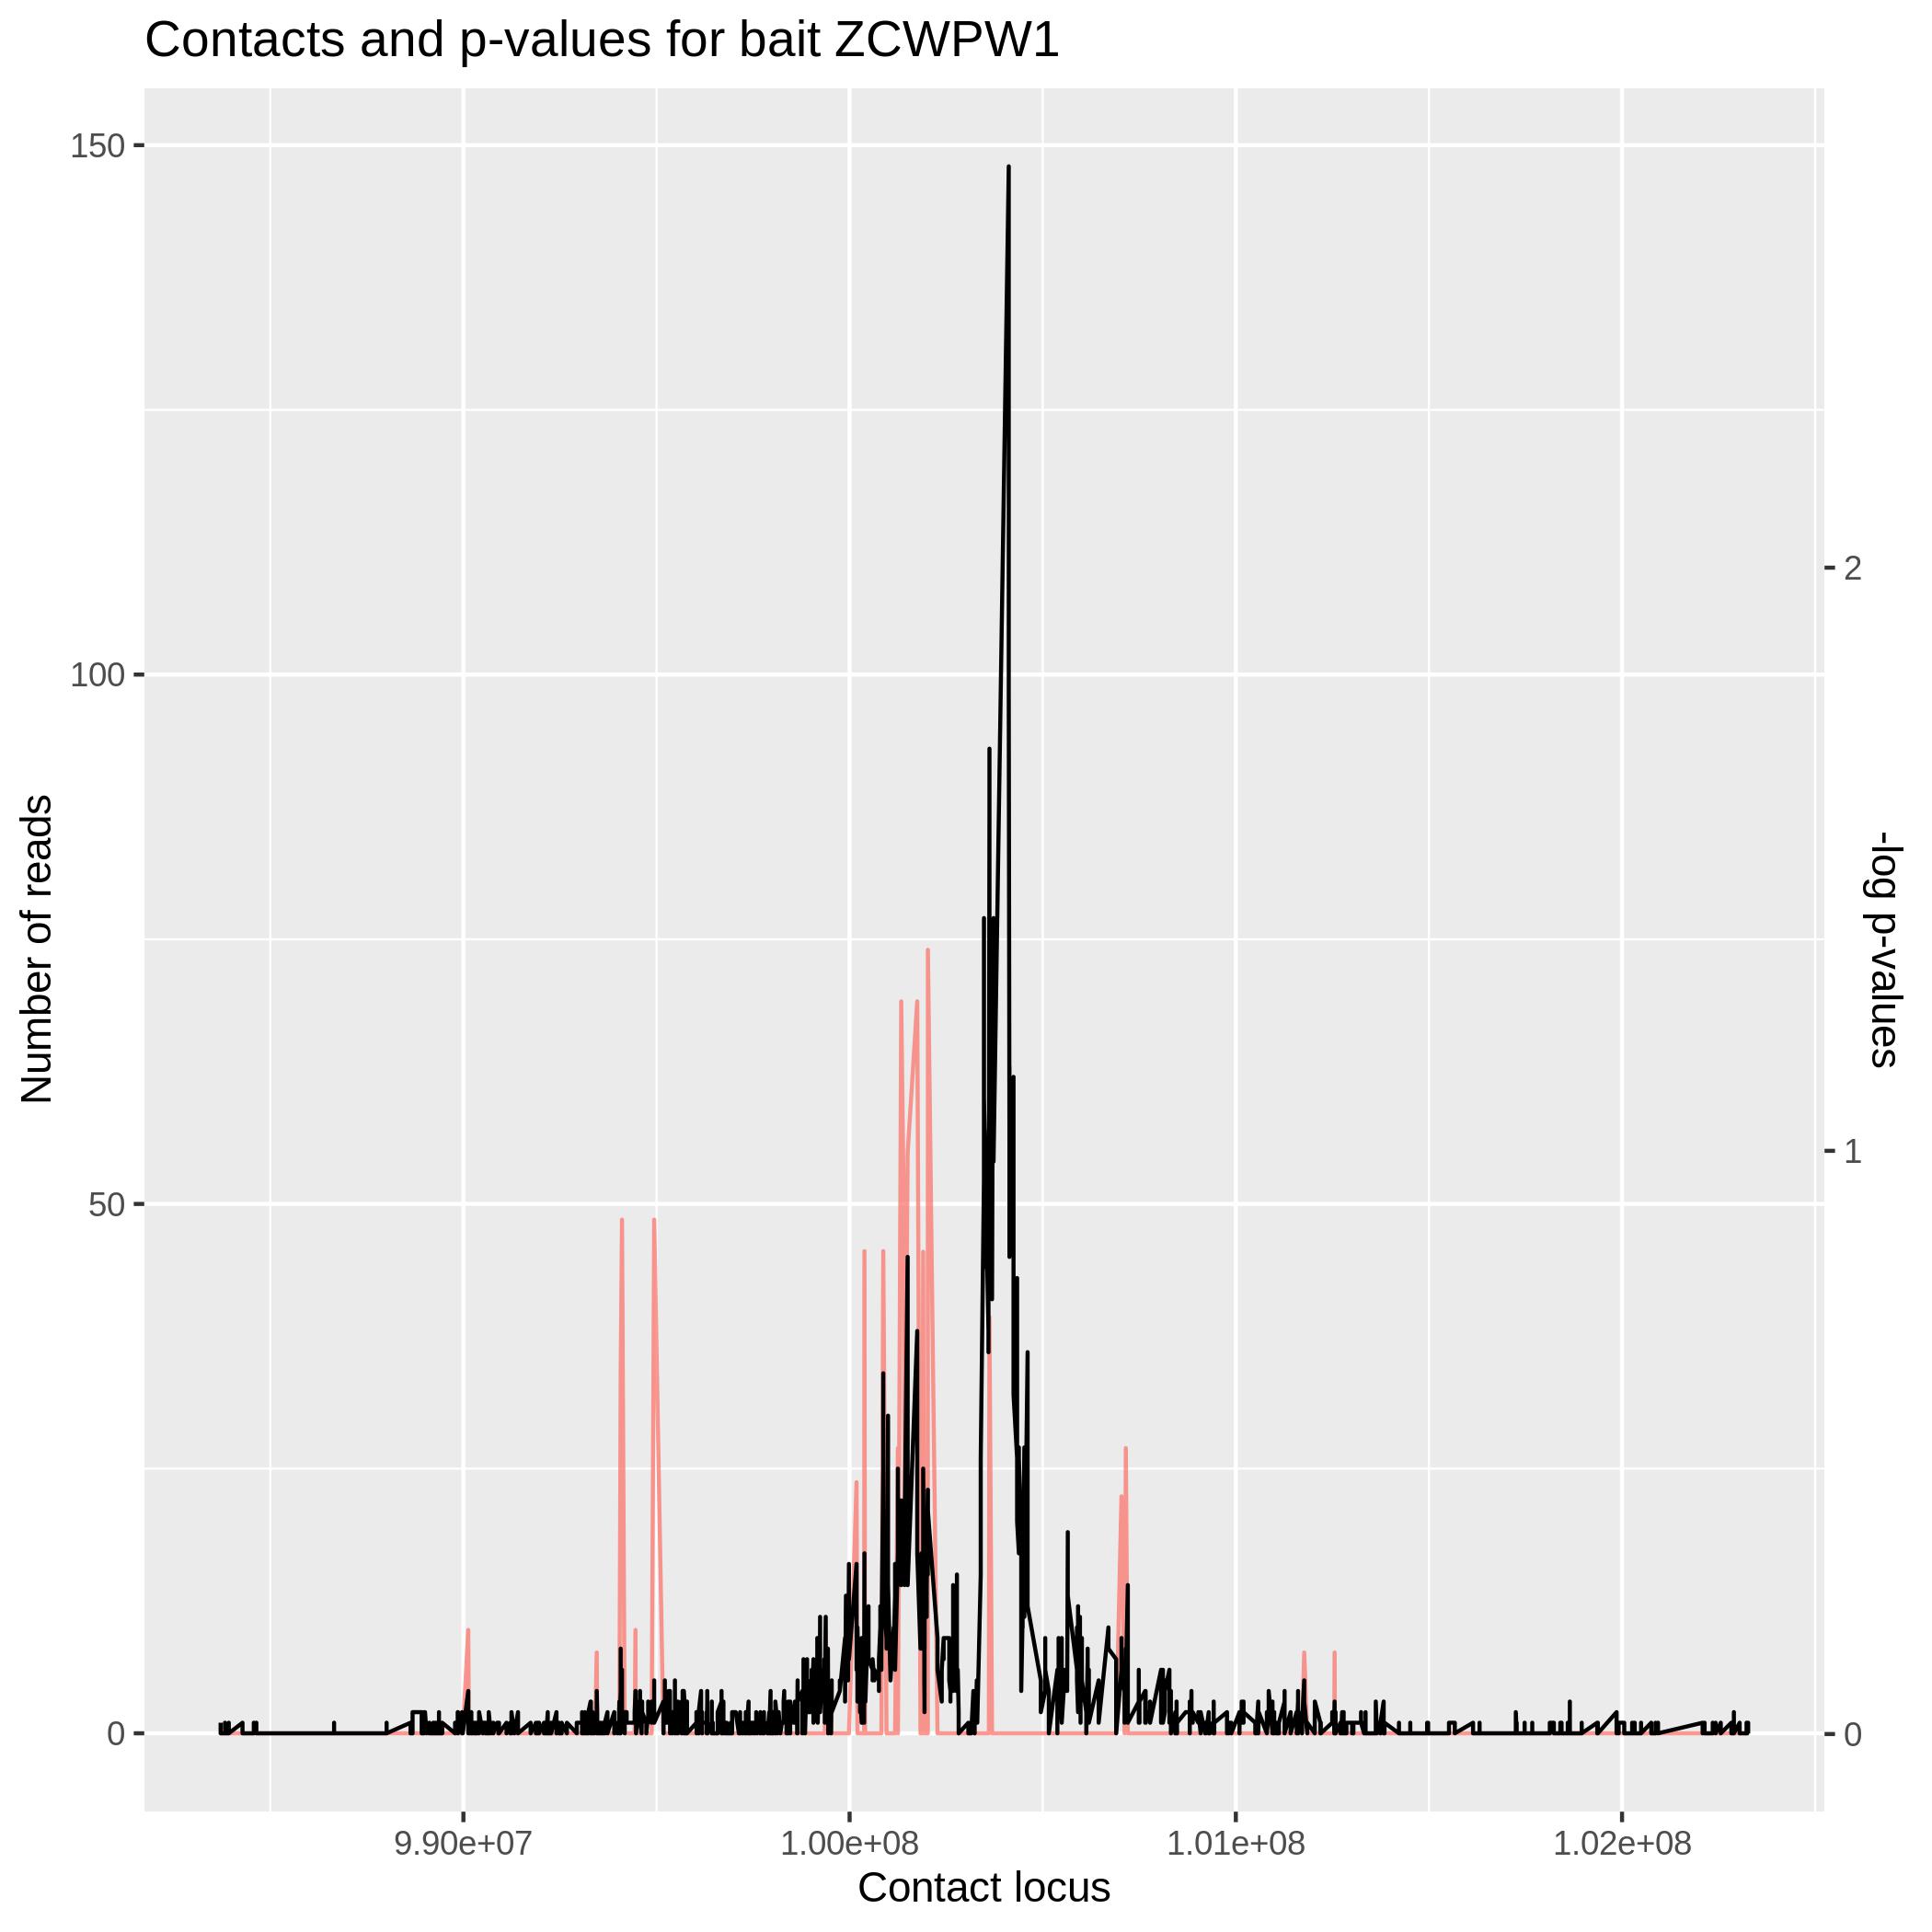 Contacts and p-values for bait ZCWPW1
150
100
50
0
Number of reads
2
1
0
-log p-values
9.90e+07
1.00e+08
1.01e+08
1.02e+08
Contact locus